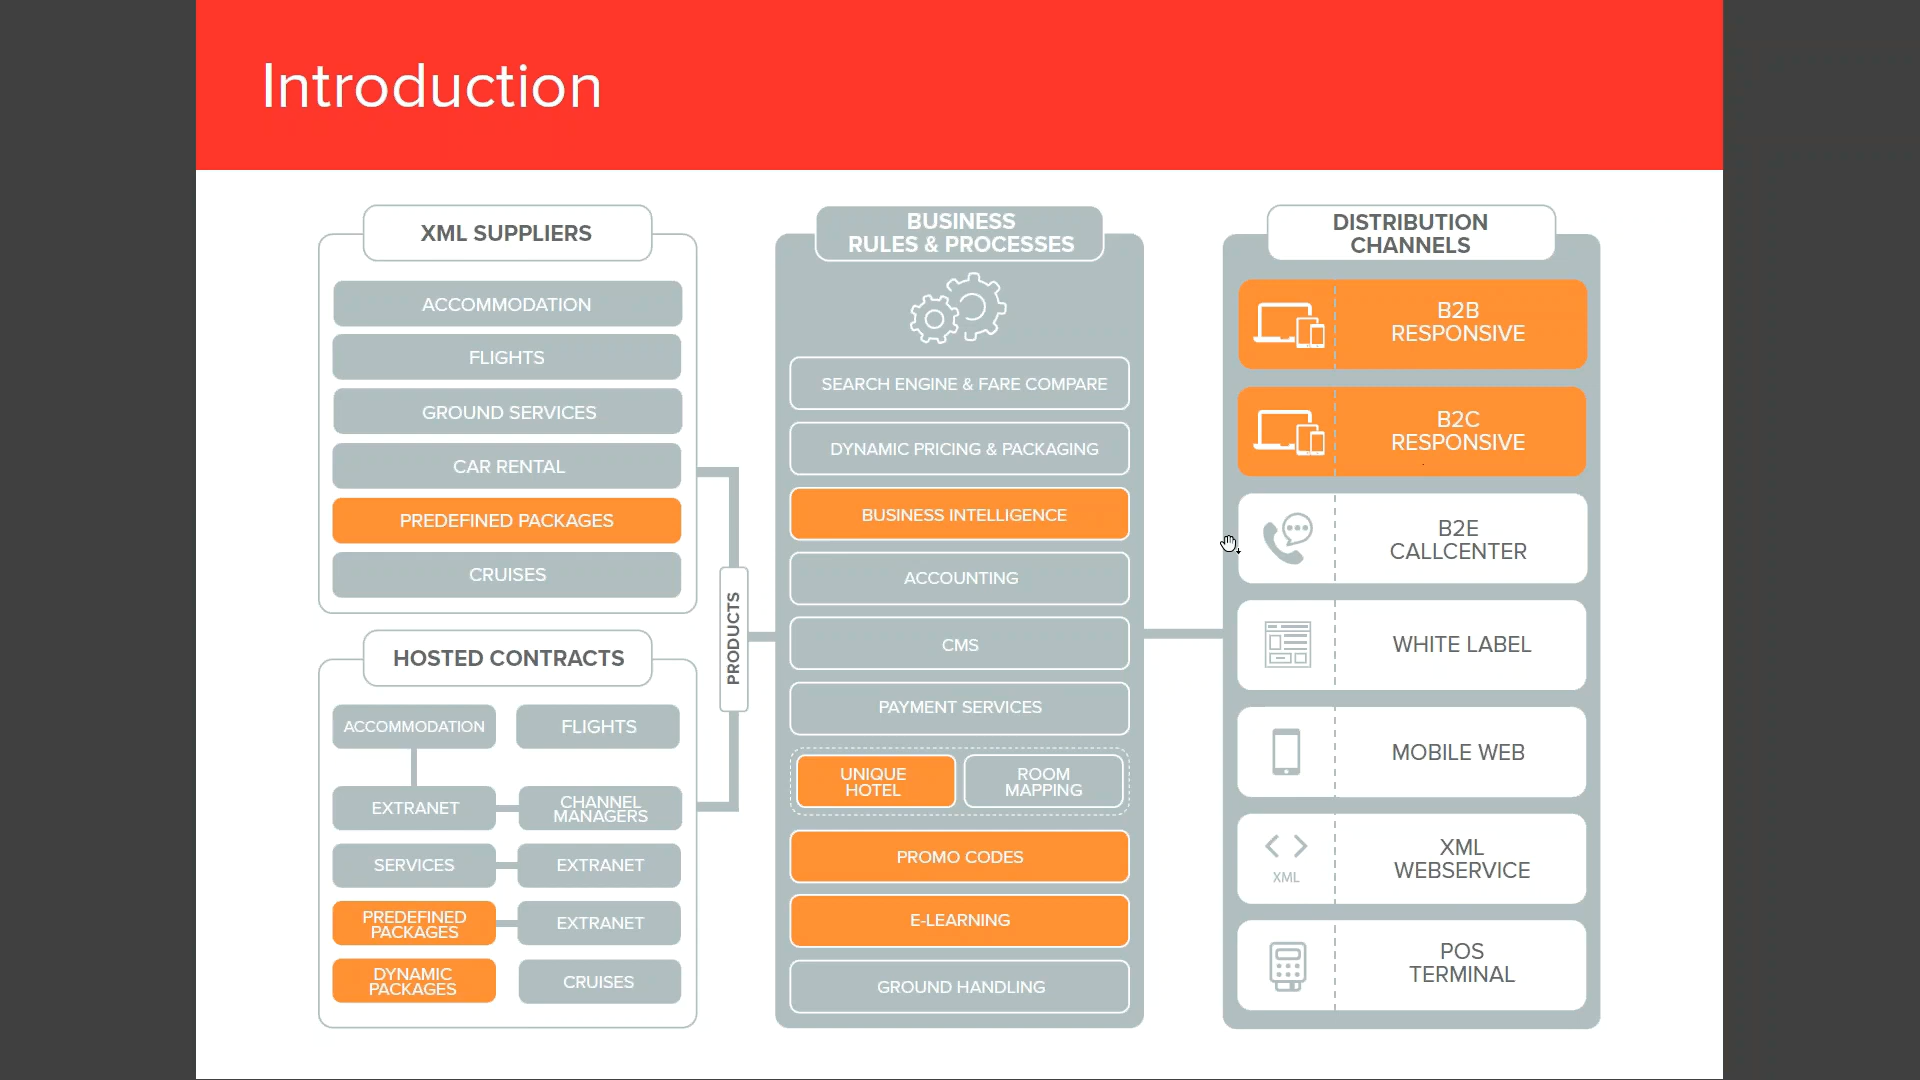 Introduction
XML SUPPLIERS
ACCOMMODATION
FLIGHTS
GROUND SERVICES
CAR RENTAL
PREDEFINED PACKAGES
CRUISES
HOSTED CONTRACTS
ACCOMMODATION
FLIGHTS
EXTRANET
CHANNEL
MANAGERS
SERVICES
EXTRANET
PREDEFINED
PACKAGES
EXTRANET
DYNAMIC
PACKAGES
CRUISES
PRODUCTS
BUSINESS
RULES & PROCESSES
SEARCH ENGINE & FARE COMPARE
DYNAMIC PRICING & PACKAGING
BUSINESS INTELLIGENCE
ACCOUNTING
CMS
PAYMENT SERVICES
UNIQUE
HOTEL
ROOM
MAPPING
PROMO CODES
E-LEARNING
GROUND HANDLING
DISTRIBUTION
CHANNELS
B2B
RESPONSIVE
B2C
RESPONSIVE
B2E
CALLCENTER
WHITE LABEL
MOBILE WEB
XML
XML
WEBSERVICE
POS
TERMINAL